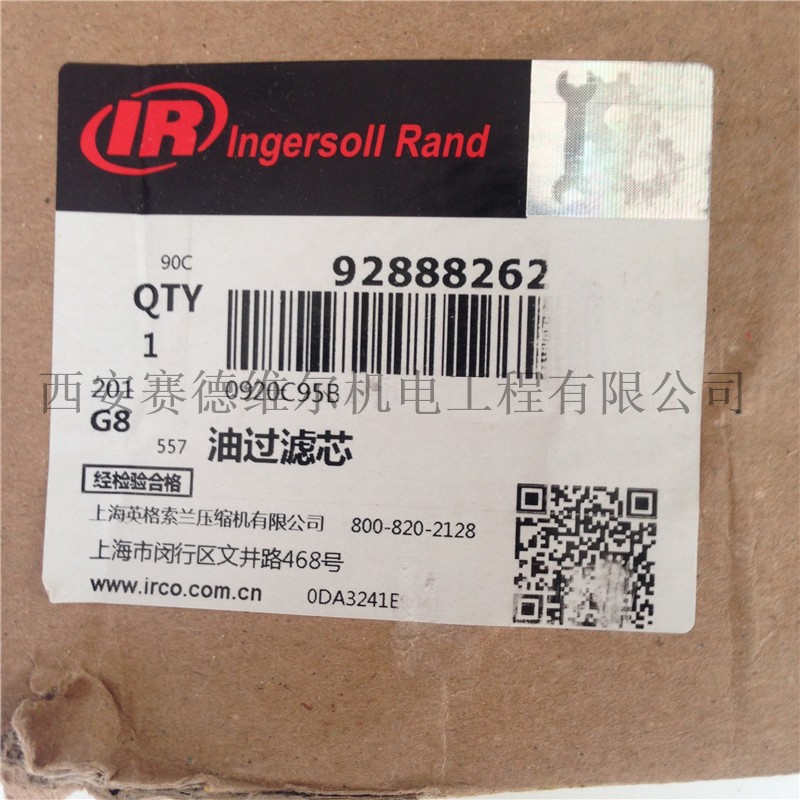 IR Ingersoll Rand
90C
92888262
QTY
1
201
0920C95B
西安赛德维尔机电工程有限公司
G8
557 油过滤芯
经检验合格
上海英格索兰压缩机有限公司 800-820-2128
上海市闵行区文井路468号
www.irco.com.cn 0DA3241E